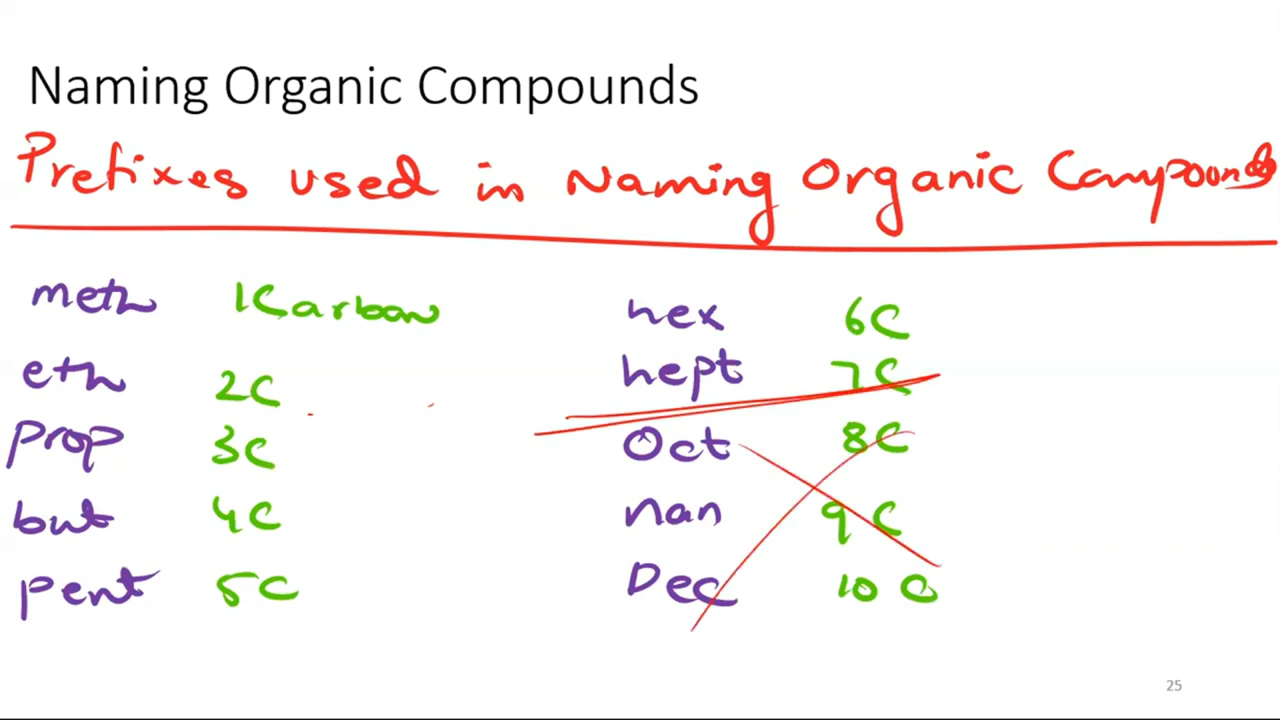 Naming Organic Compounds
Prefixes used in Naming Organic Compounds
meth 1Carbon
eth 2C
Prop 3C
but 4C
pent 5C
hex 6C
hept 7C
Oct 8C
nan 9C
Dec 10C
25